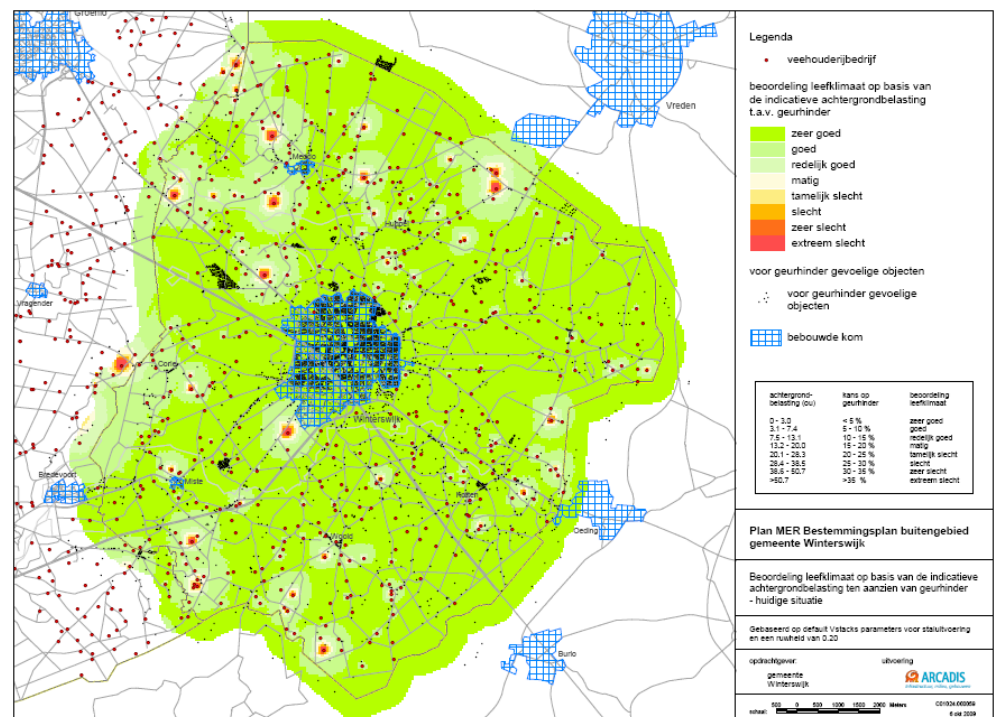 Groenlo
Vreden
Meddo
Huppel
Vragender
Corle
Winterswijk
Bredevoort
Miste
Kotten
Woold
Oeding
Burlo
Legenda
veehouderijbedrijf
beoordeling leefklimaat op basis van
de indicatieve achtergrondbelasting
t.a.v. geurhinder
zeer goed
goed
redelijk goed
matig
tamelijk slecht
slecht
zeer slecht
extreem slecht
voor geurhinder gevoelige objecten
voor geurhinder gevoelige
objecten
bebouwde kom
achtergrond- kans op beoordeling
belasting (ou) geurhinder leefklimaat
0 - 3.0 < 5 % zeer goed
3.1 - 7.4 5 - 10 % goed
7.5 - 13.1 10 - 15 % redelijk goed
13.2 - 20.0 15 - 20 % matig
20.1 - 28.3 20 - 25 % tamelijk slecht
28.4 - 38.5 25 - 30 % slecht
38.6 - 50.7 30 - 35 % zeer slecht
>50.7 >35 % extreem slecht
Plan MER Bestemmingsplan buitengebied
gemeente Winterswijk
Beoordeling leefklimaat op basis van de indicatieve
achtergrondbelasting ten aanzien van geurhinder
- huidige situatie
Gebaseerd op default Vstacks parameters voor staluitvoering
en een ruwheid van 0.20
opdrachtgever: uitvoering
gemeente
Winterswijk
ARCADIS
Infrastructuur, milieu, gebouwen
schaal: 500 0 500 1000 1500 2000 Meters
6 okt 2009